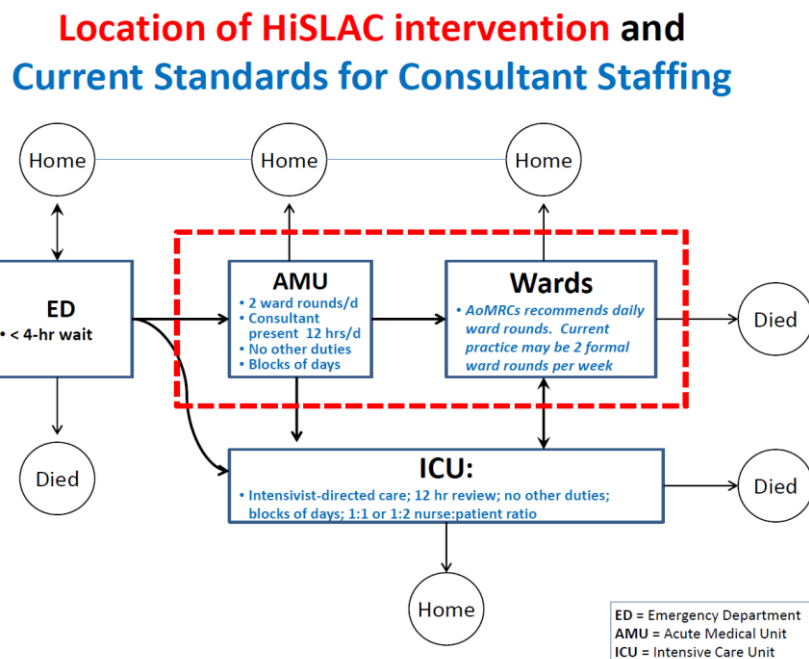 Location of HiSLAC intervention and
Current Standards for Consultant Staffing
Home
Home
Home
ED
• < 4-hr wait
AMU
• 2 ward rounds/d
• Consultant
present 12 hrs/d
• No other duties
• Blocks of days
Wards
• AoMRCs recommends daily
ward rounds. Current
practice may be 2 formal
ward rounds per week
Died
Died
ICU:
• Intensivist-directed care; 12 hr review; no other duties;
blocks of days; 1:1 or 1:2 nurse:patient ratio
Died
Home
ED = Emergency Department
AMU = Acute Medical Unit
ICU = Intensive Care Unit